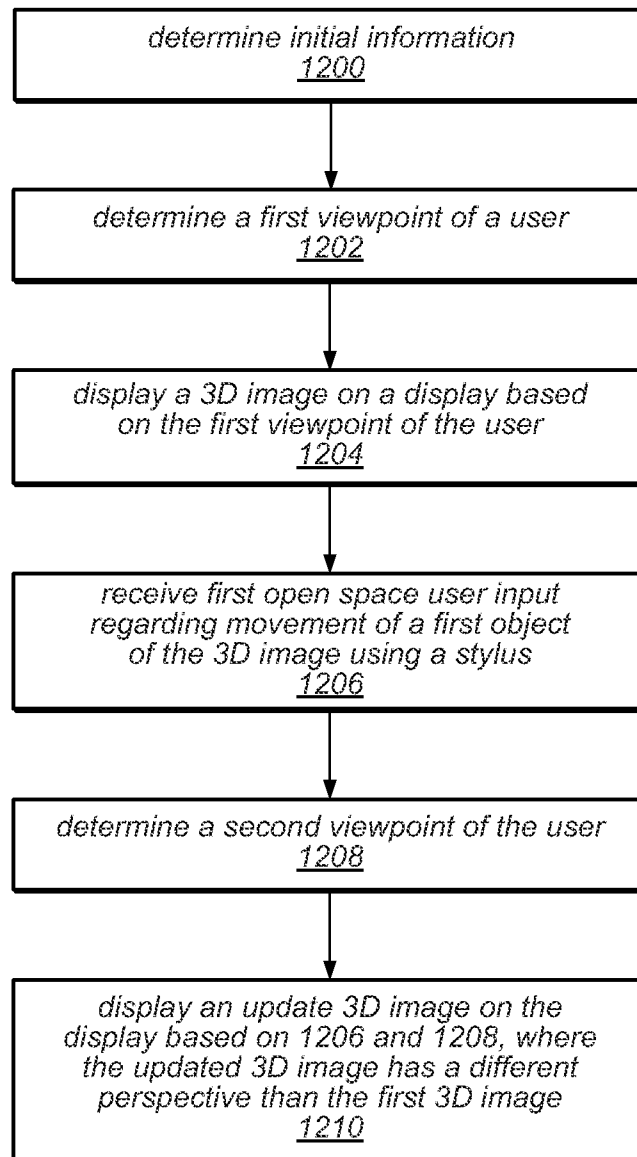 determine initial information
1200
determine a first viewpoint of a user
1202
display a 3D image on a display based
on the first viewpoint of the user
1204
receive first open space user input
regarding movement of a first object
of the 3D image using a stylus
1206
determine a second viewpoint of the user
1208
display an update 3D image on the
display based on 1206 and 1208, where
the updated 3D image has a different
perspective than the first 3D image
1210